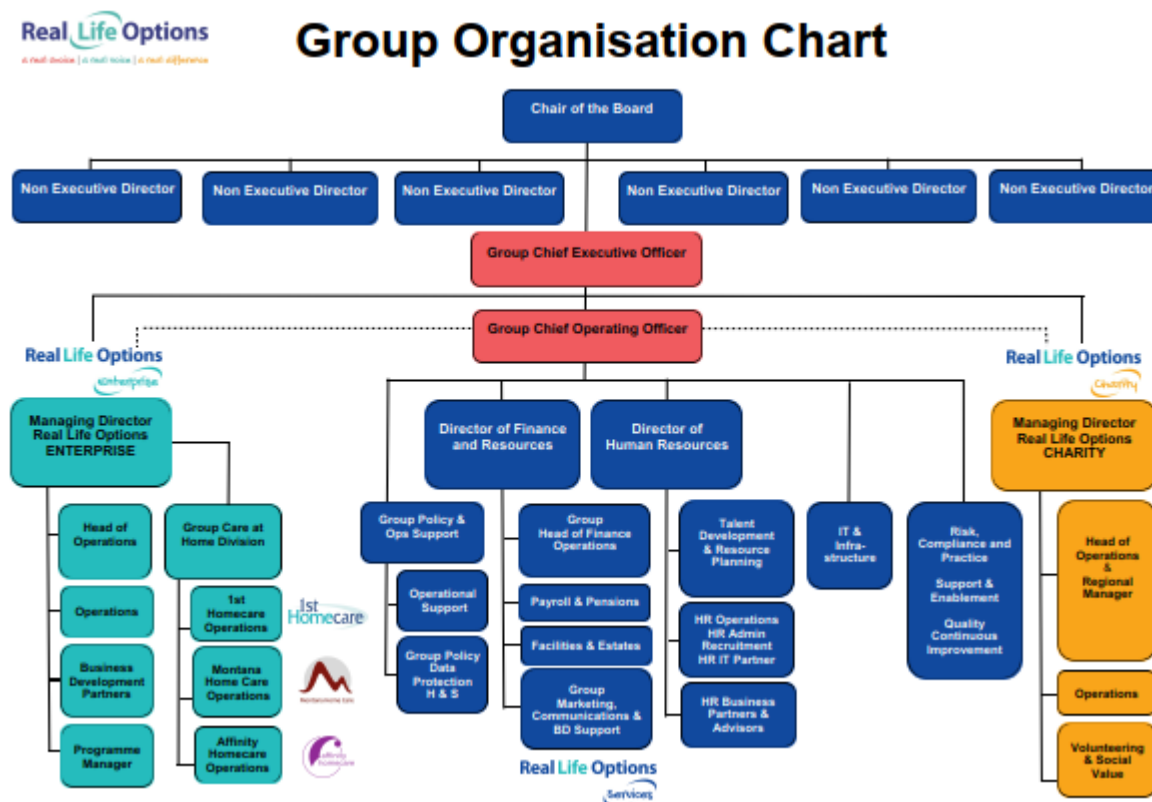 Real Life Options
a real choice | a real voice | a real difference
Group Organisation Chart
Chair of the Board
Non Executive Director
Non Executive Director
Non Executive Director
Non Executive Director
Non Executive Director
Non Executive Director
Group Chief Executive Officer
Group Chief Operating Officer
Real Life Options
Enterprise
Real Life Options
Charity
Managing Director
Real Life Options
ENTERPRISE
Director of Finance
and Resources
Director of
Human Resources
Managing Director
Real Life Options
CHARITY
Head of
Operations
Operations
Business
Development
Partners
Programme
Manager
Group Care at
Home Division
1st
Homecare
Operations
Montana
Home Care
Operations
Affinity
Homecare
Operations
1st
Homecare
Montana Home Care
affinity
homecare
Group Policy &
Ops Support
Operational
Support
Group Policy
Data
Protection
H & S
Group
Head of Finance
Operations
Payroll & Pensions
Facilities & Estates
Group
Marketing,
Communications &
BD Support
Real Life Options
Services
Talent
Development
& Resource
Planning
HR Operations
HR Admin
Recruitment
HR IT Partner
HR Business
Partners &
Advisors
IT &
Infra-
structure
Risk,
Compliance and
Practice
Support &
Enablement
Quality
Continuous
Improvement
Head of
Operations
&
Regional
Manager
Operations
Volunteering
& Social
Value